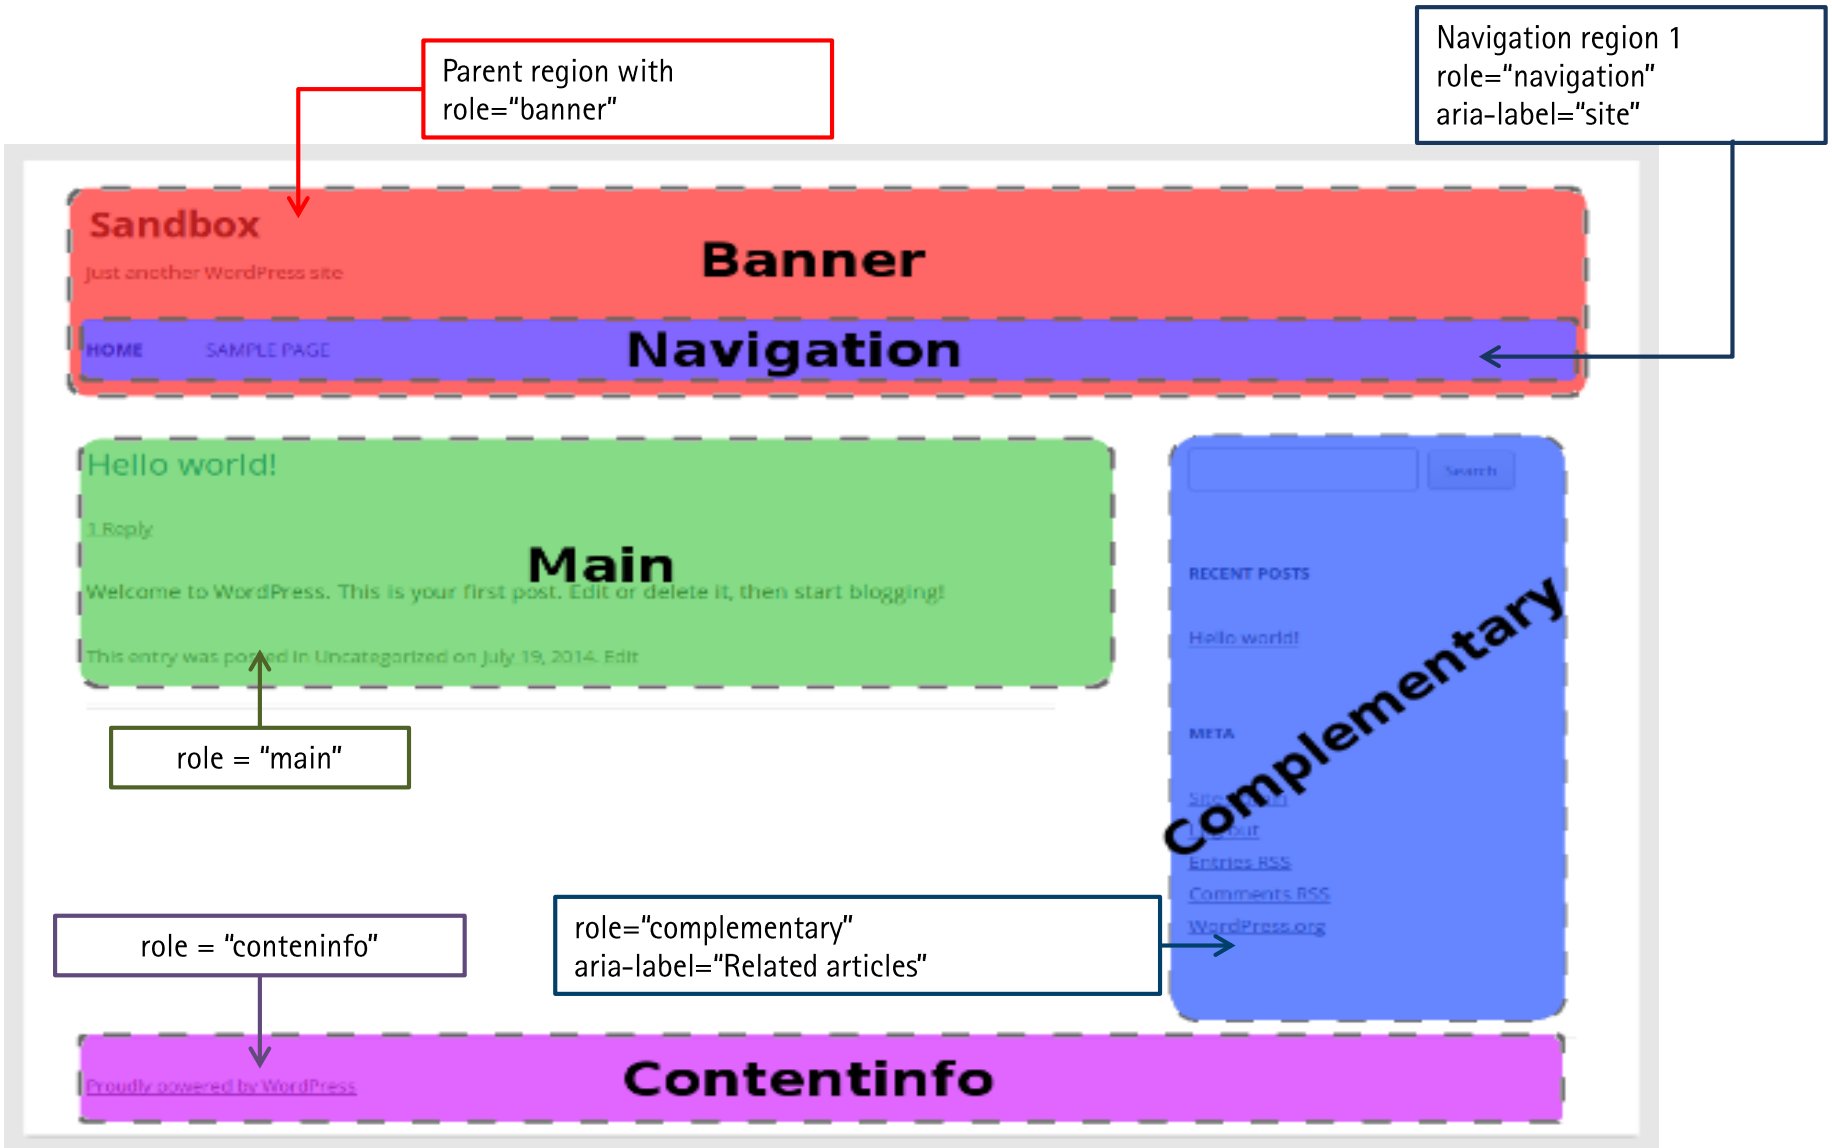 Navigation region 1
role=“navigation”
aria-label=“site”
Parent region with
role=“banner”
Sandbox
Just another WordPress site
Banner
HOME
SAMPLE PAGE
Navigation
Hello world!
1 Reply
Main
Welcome to WordPress. This is your first post. Edit or delete it, then start blogging!
This entry was posted in Uncategorized on July 19, 2014. Edit
role = “main”
Search
RECENT POSTS
Hello world!
META
Complementary
Entries RSS
Comments RSS
WordPress.org
role=“complementary”
aria-label=“Related articles”
role = “conteninfo”
Contentinfo
Proudly powered by WordPress